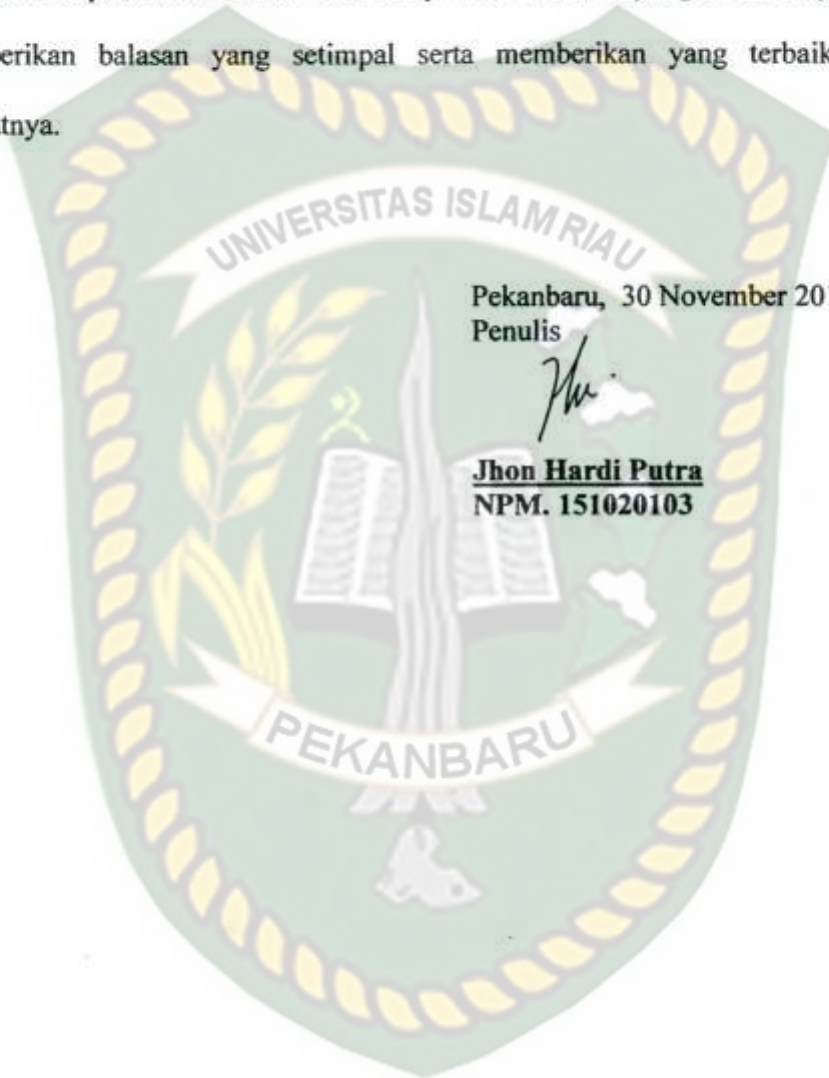 erikan balasan yang setimpal serta memberikan yang terbaik
tnya.
UNIVERSITAS ISLAM RIAU
Pekanbaru, 30 November 201
Penulis
Jhon Hardi Putra
NPM. 151020103
PEKANBARU